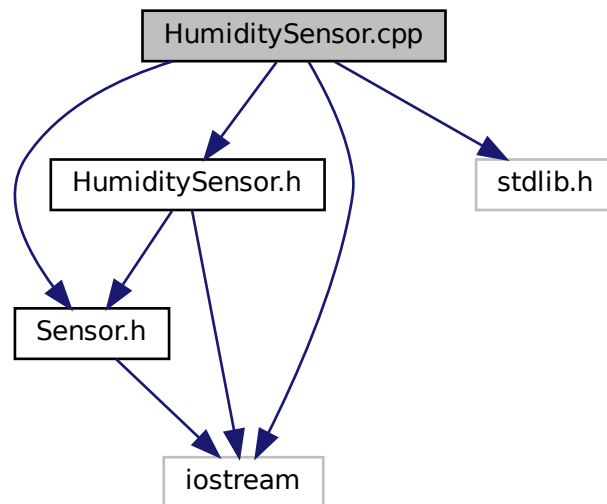 HumiditySensor.cpp
HumiditySensor.h
stdlib.h
Sensor.h
iostream